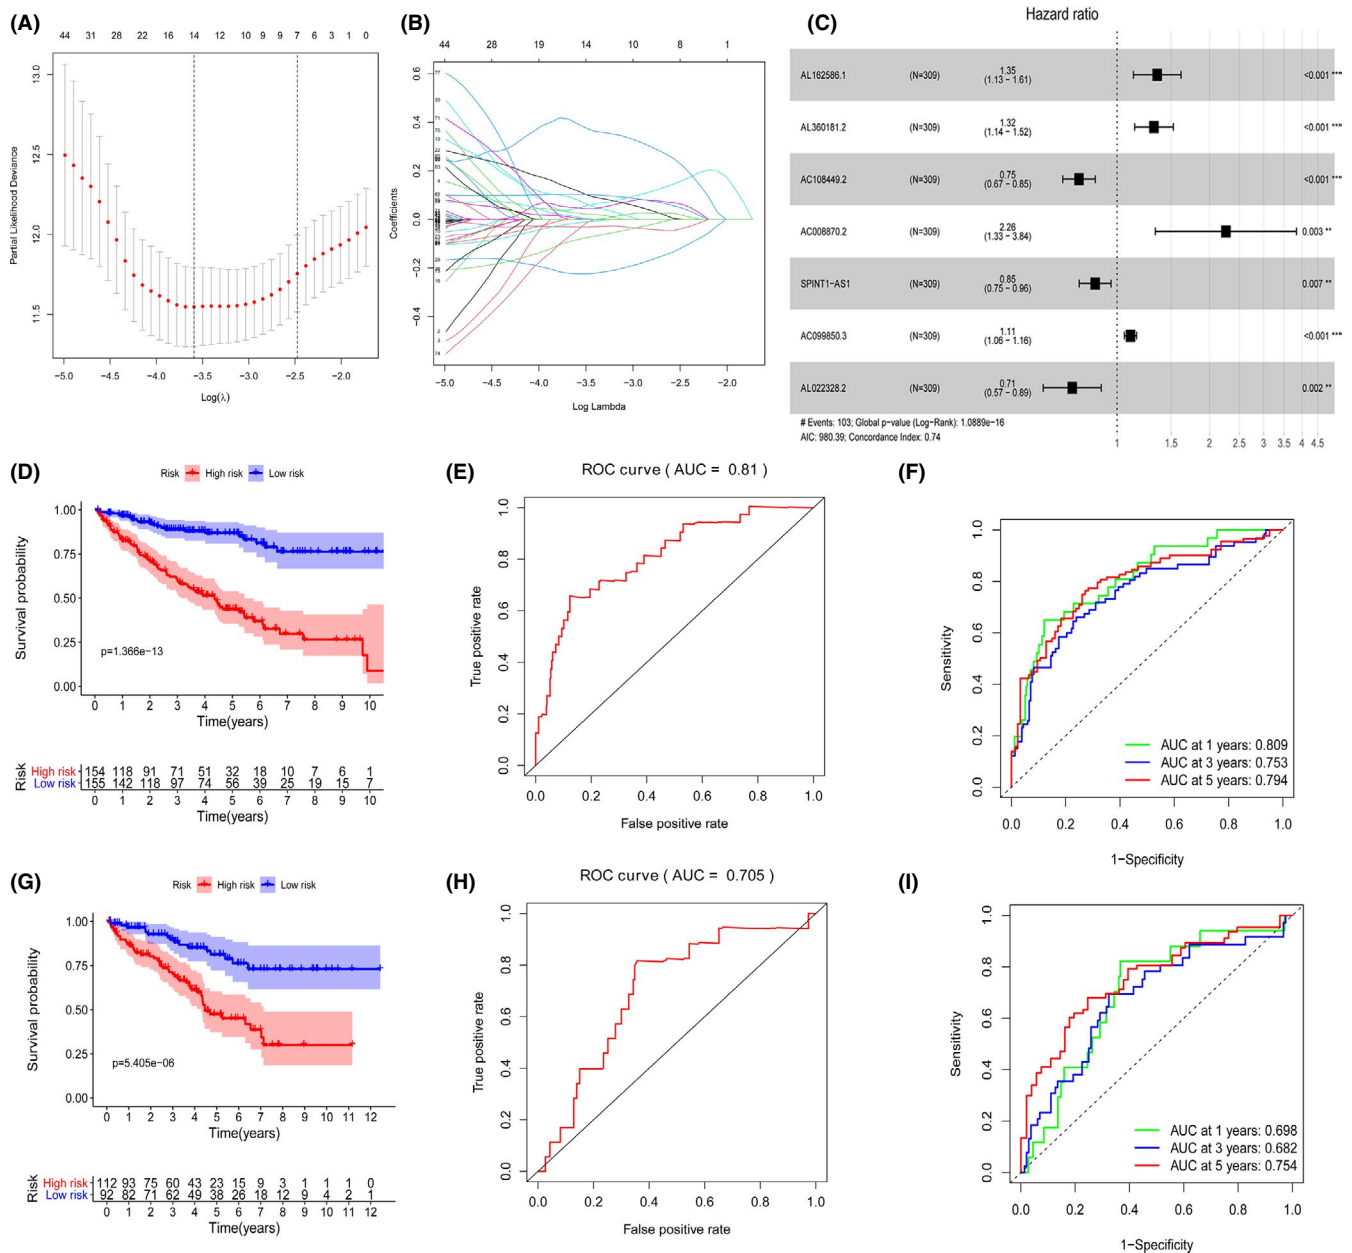 (A)
44 31 28 22 16 14 12 10 9 9 7 6 3 1 0
Partial Likelihood Deviance
13.0
12.5
12.0
11.5
−5.0 −4.5 −4.0 −3.5 −3.0 −2.5 −2.0
Log(λ)
(B)
44 28 19 14 10 8 1
Coefficients
0.6
0.4
0.2
0.0
−0.2
−0.4
−5.0 −4.5 −4.0 −3.5 −3.0 −2.5 −2.0
Log Lambda
(C)
Hazard ratio
AL162586.1 (N=309) 1.35 (1.13 − 1.61) <0.001 ***
AL360181.2 (N=309) 1.32 (1.14 − 1.52) <0.001 ***
AC108449.2 (N=309) 0.75 (0.67 − 0.85) <0.001 ***
AC008870.2 (N=309) 2.26 (1.33 − 3.84) 0.003 **
SPINT1−AS1 (N=309) 0.85 (0.75 − 0.96) 0.007 **
AC099850.3 (N=309) 1.11 (1.06 − 1.16) <0.001 ***
AL022328.2 (N=309) 0.71 (0.57 − 0.89) 0.002 **
# Events: 103; Global p−value (Log−Rank): 1.0889e−16
AIC: 980.39; Concordance Index: 0.74
1 1.5 2 2.5 3 3.5 4 4.5
(D)
Risk High risk Low risk
Survival probability
1.00
0.75
0.50
0.25
0.00
p=1.366e−13
0 1 2 3 4 5 6 7 8 9 10
Time(years)
Risk
High risk 154 118 91 71 51 32 18 10 7 6 1
Low risk 155 142 118 97 74 56 39 25 19 15 7
0 1 2 3 4 5 6 7 8 9 10
Time(years)
(E)
ROC curve ( AUC = 0.81 )
True positive rate
1.0
0.8
0.6
0.4
0.2
0.0
0.0 0.2 0.4 0.6 0.8 1.0
False positive rate
(F)
Sensitivity
1.0
0.8
0.6
0.4
0.2
0.0
AUC at 1 years: 0.809
AUC at 3 years: 0.753
AUC at 5 years: 0.794
0.0 0.2 0.4 0.6 0.8 1.0
1−Specificity
(G)
Risk High risk Low risk
Survival probability
1.00
0.75
0.50
0.25
0.00
p=5.405e−06
0 1 2 3 4 5 6 7 8 9 10 11 12
Time(years)
Risk
High risk 112 93 75 60 43 23 15 9 3 1 1 1 0
Low risk 92 82 71 62 49 38 26 18 12 9 4 2 1
0 1 2 3 4 5 6 7 8 9 10 11 12
Time(years)
(H)
ROC curve ( AUC = 0.705 )
True positive rate
1.0
0.8
0.6
0.4
0.2
0.0
0.0 0.2 0.4 0.6 0.8 1.0
False positive rate
(I)
Sensitivity
1.0
0.8
0.6
0.4
0.2
0.0
AUC at 1 years: 0.698
AUC at 3 years: 0.682
AUC at 5 years: 0.754
0.0 0.2 0.4 0.6 0.8 1.0
1−Specificity